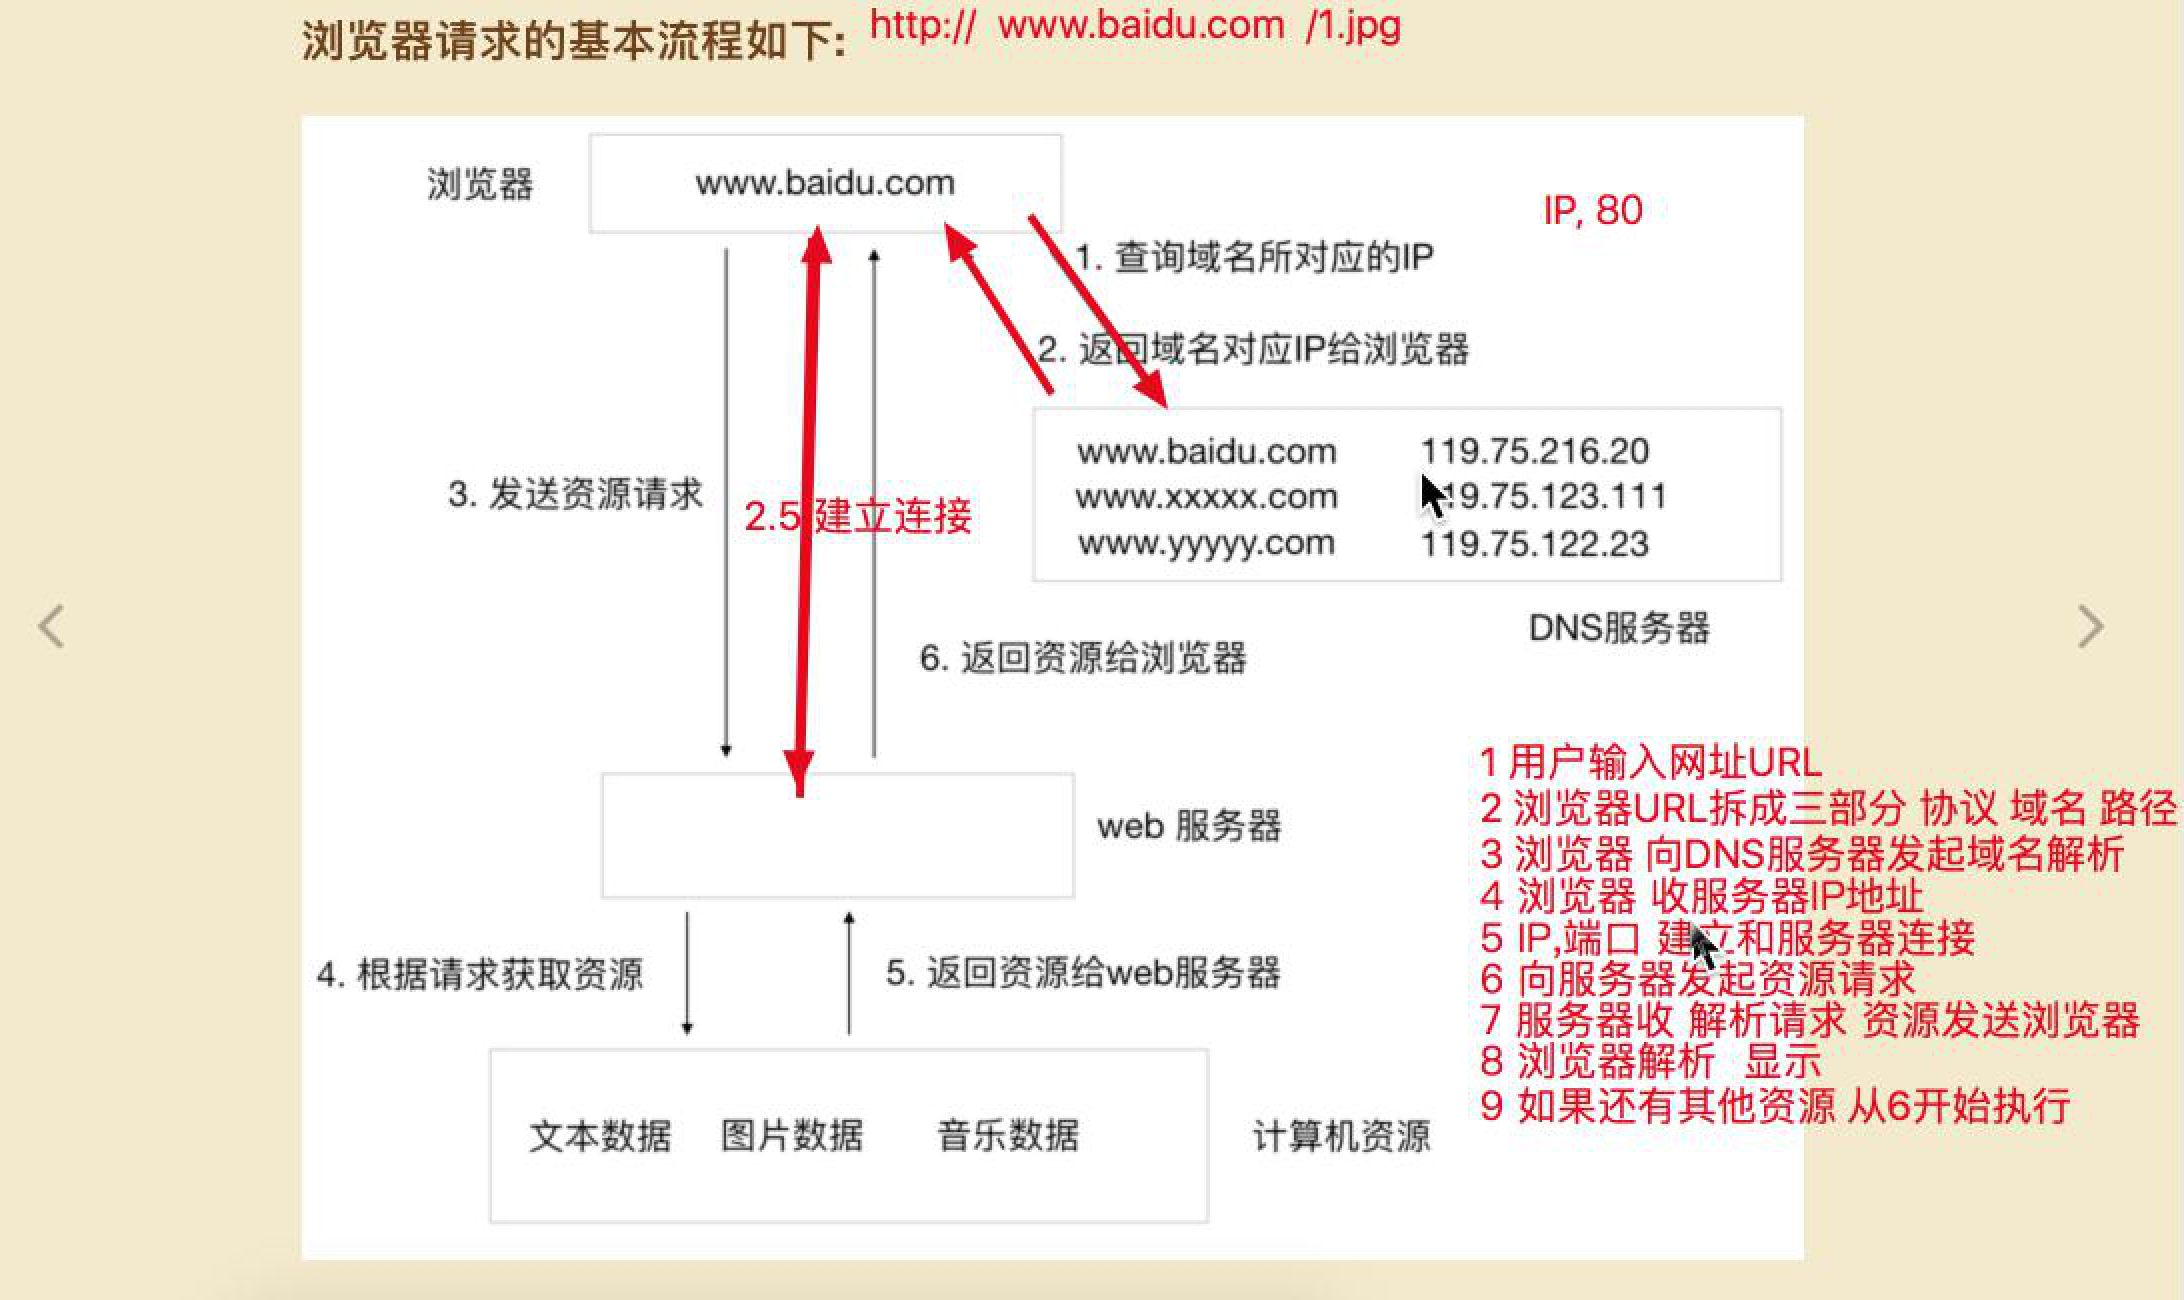 浏览器请求的基本流程如下: http:// www.baidu.com /1.jpg
浏览器
www.baidu.com
IP, 80
1. 查询域名所对应的IP
2. 返回域名对应IP给浏览器
www.baidu.com 119.75.216.20
www.xxxxx.com 19.75.123.111
www.yyyyy.com 119.75.122.23
DNS服务器
3. 发送资源请求
2.5 建立连接
6. 返回资源给浏览器
web 服务器
4. 根据请求获取资源
5. 返回资源给web服务器
文本数据 图片数据 音乐数据
计算机资源
1 用户输入网址URL
2 浏览器URL拆成三部分 协议 域名 路径
3 浏览器 向DNS服务器发起域名解析
4 浏览器 收服务器IP地址
5 IP,端口 建立和服务器连接
6 向服务器发起资源请求
7 服务器收 解析请求 资源发送浏览器
8 浏览器解析 显示
9 如果还有其他资源 从6开始执行